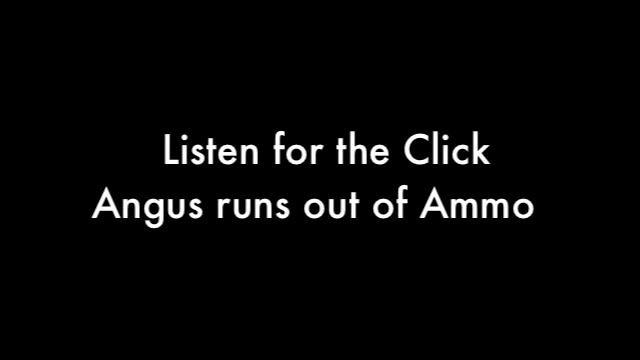 Listen for the Click
Angus runs out of Ammo